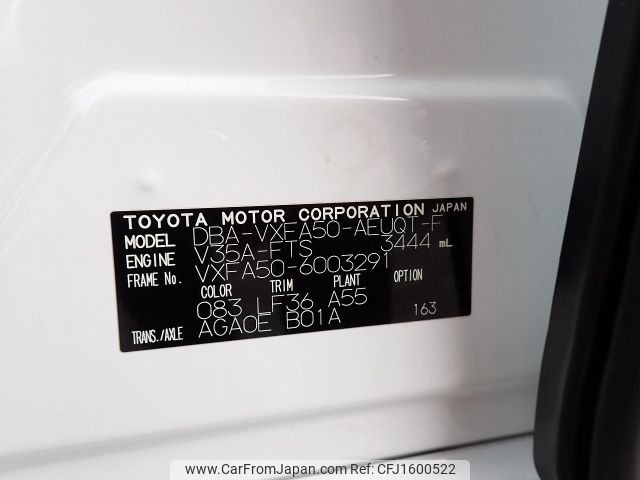 TOYOTA MOTOR CORPORATION JAPAN
MODEL DBA-VXFA50-AEUQT-F
ENGINE V35A-FTS 3444 mL
FRAME No. VXFA50-6003291
COLOR TRIM PLANT OPTION
083 LF36 A55
TRANS./AXLE AGA0E B01A 163
www.CarFromJapan.com Ref:Id CFJ1600522